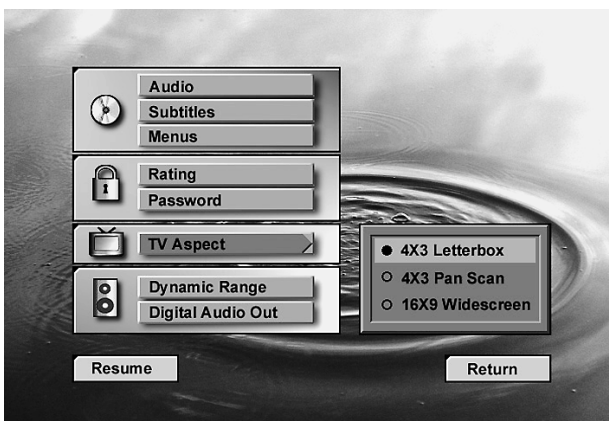 Audio
Subtitles
Menus
Rating
Password
TV Aspect
4X3 Letterbox
4X3 Pan Scan
16X9 Widescreen
Dynamic Range
Digital Audio Out
Resume
Return